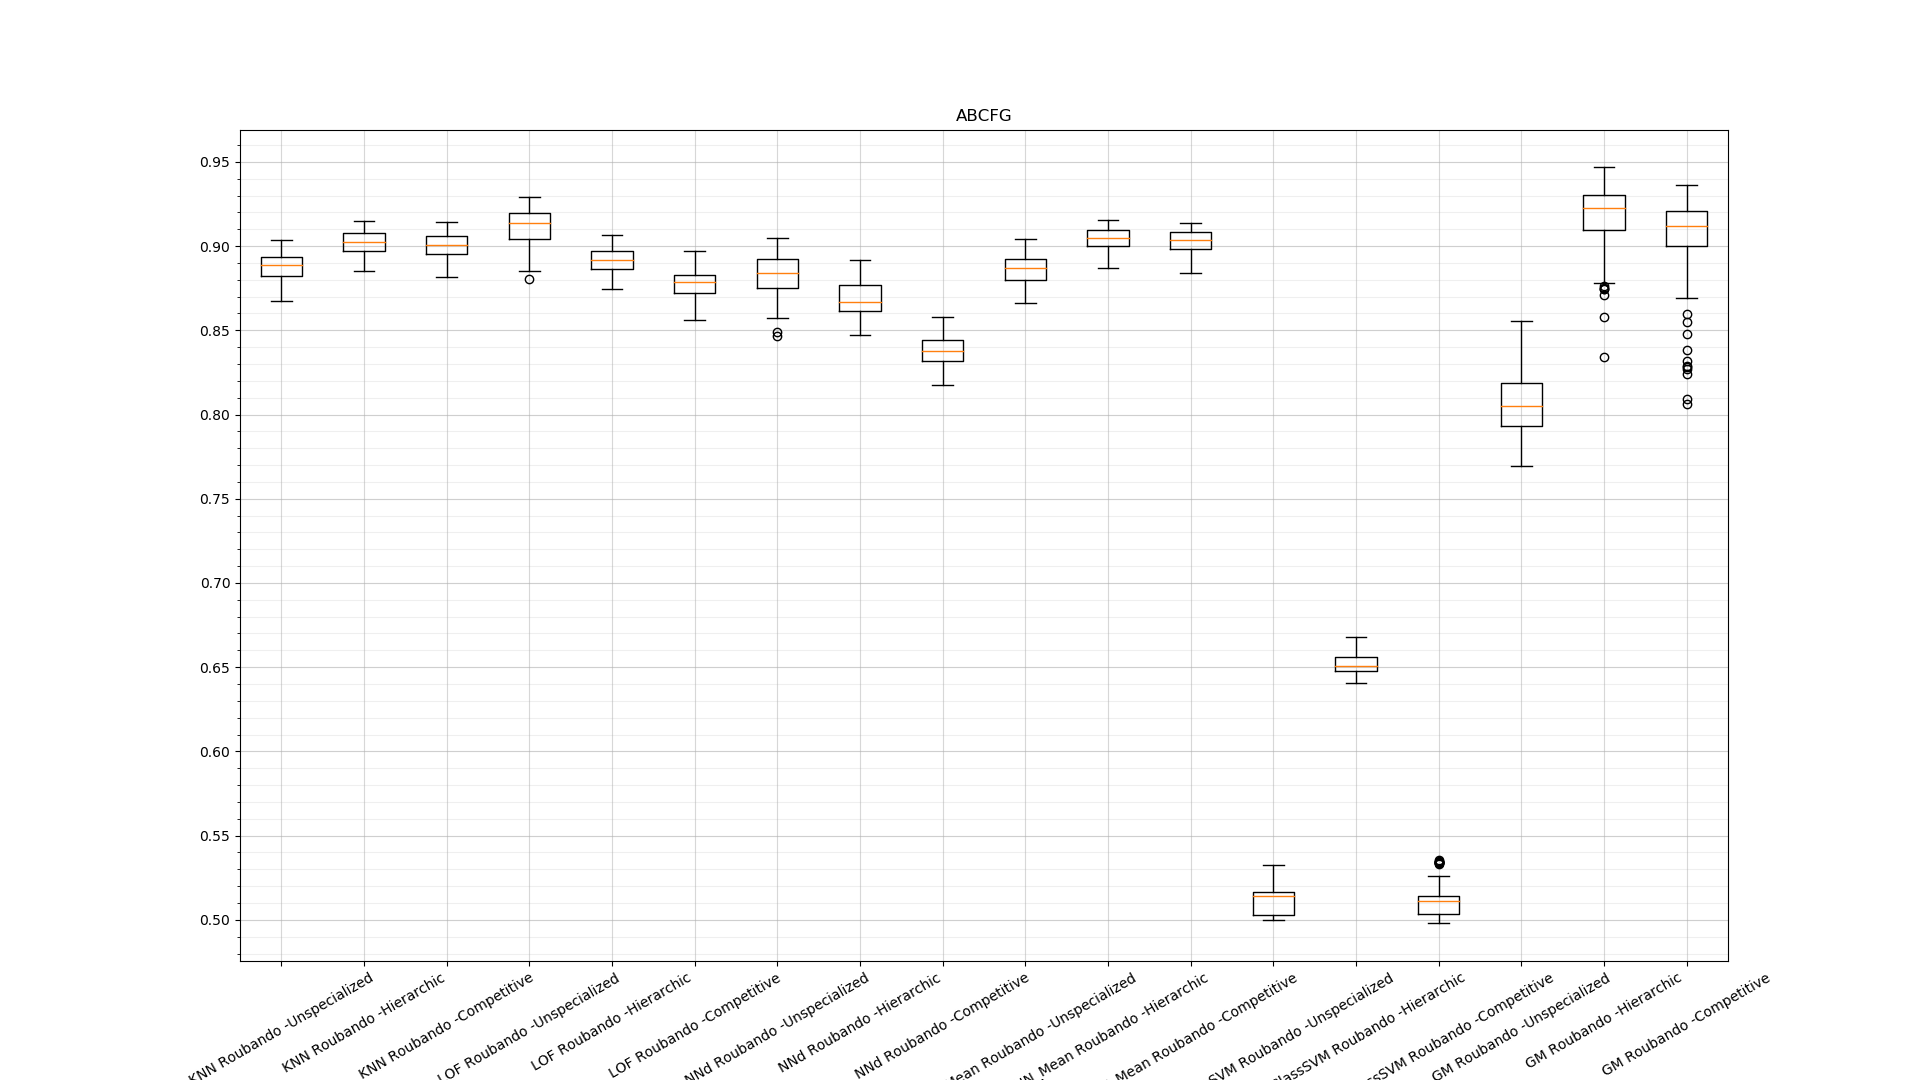 ABCFG
0.95
0.90
0.85
0.80
0.75
0.70
0.65
0.60
0.55
0.50
KNN Roubando -Unspecialized
KNN Roubando -Hierarchic
KNN Roubando -Competitive
LOF Roubando -Unspecialized
LOF Roubando -Hierarchic
LOF Roubando -Competitive
NNd Roubando -Unspecialized
NNd Roubando -Hierarchic
NNd Roubando -Competitive
Mean Roubando -Unspecialized
Mean Roubando -Hierarchic
Mean Roubando -Competitive
SVM Roubando -Unspecialized
lassSVM Roubando -Hierarchic
sSVM Roubando -Competitive
GM Roubando -Unspecialized
GM Roubando -Hierarchic
GM Roubando -Competitive